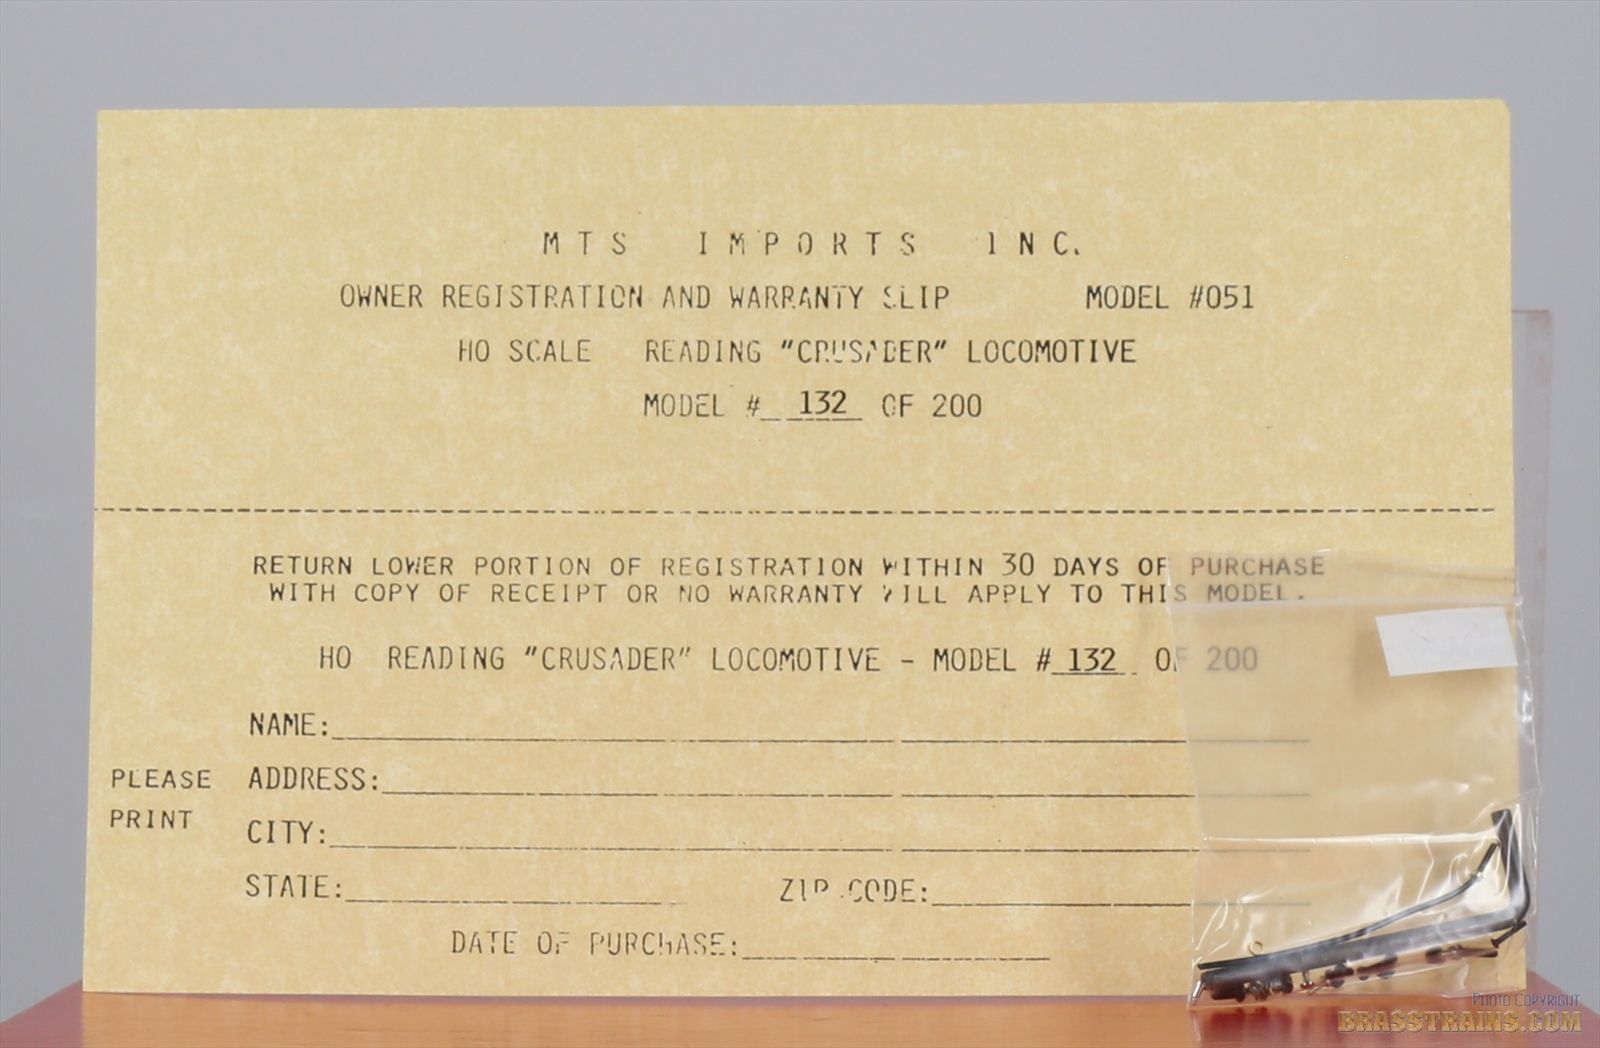 MTS IMPORTS INC.
OWNER REGISTRATION AND WARRANTY SLIP MODEL #051
HO SCALE READING "CRUSADER" LOCOMOTIVE
MODEL # 132 OF 200
RETURN LOWER PORTION OF REGISTRATION WITHIN 30 DAYS OF PURCHASE
WITH COPY OF RECEIPT OR NO WARRANTY WILL APPLY TO THIS MODEL.
HO READING "CRUSADER" LOCOMOTIVE - MODEL # 132 OF 200
NAME:
PLEASE ADDRESS:
PRINT
CITY:
STATE: ZIP CODE:
DATE OF PURCHASE:
PHOTO COPYRIGHT
BRASSTRAINS.COM